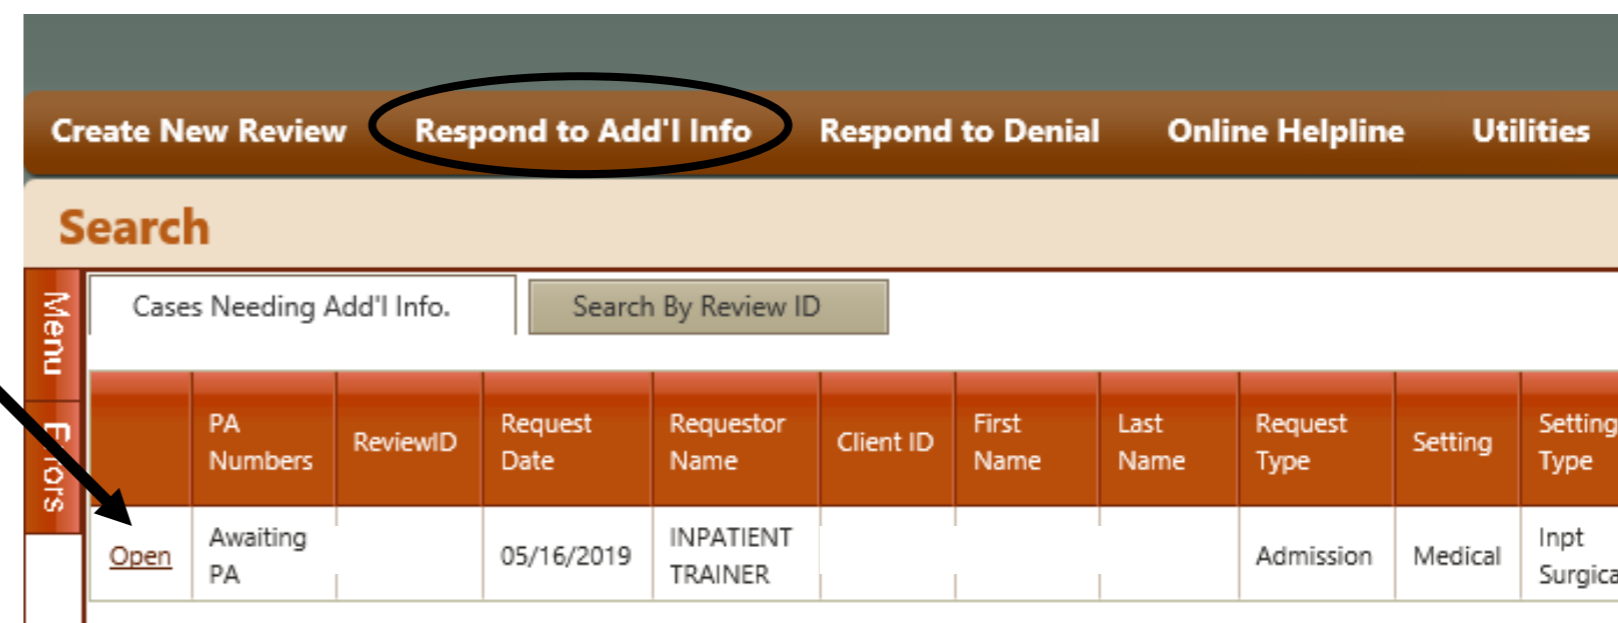 Create New Review Respond to Add'l Info Respond to Denial Online Helpline Utilities
Search
Menu
Errors
Cases Needing Add'l Info. Search By Review ID
PA Numbers ReviewID Request Date Requestor Name Client ID First Name Last Name Request Type Setting Setting Type
Open Awaiting PA 05/16/2019 INPATIENT TRAINER Admission Medical Inpt Surgica